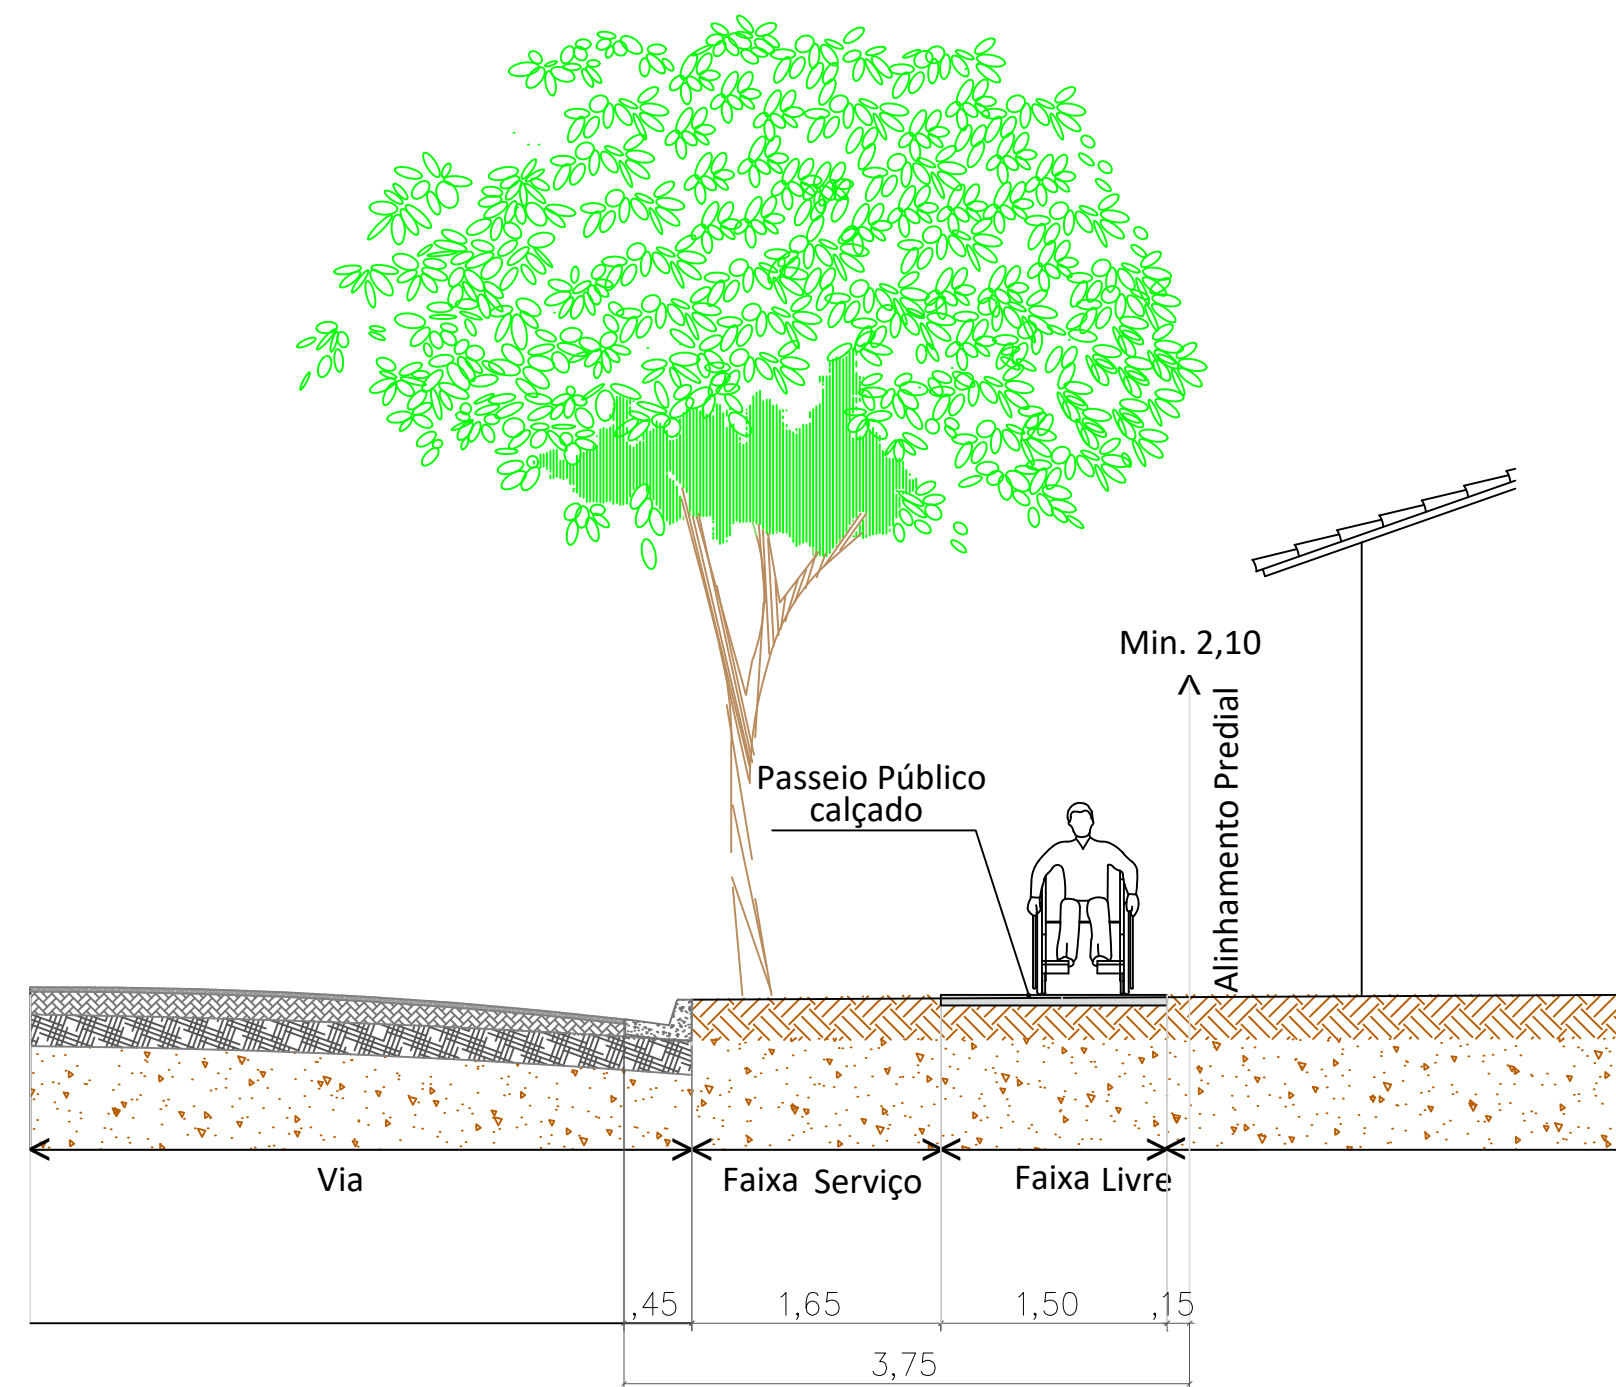 Min. 2,10
Alinhamento Predial
Passeio Público
calçado
Via
Faixa Serviço
Faixa Livre
,45
1,65
1,50
,15
3,75